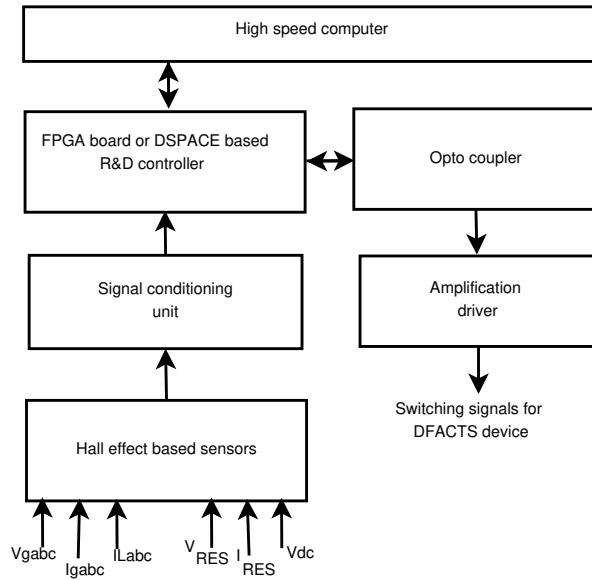 High speed computer
FPGA board or DSPACE based
R&D controller
Opto coupler
Signal conditioning
unit
Amplification
driver
Switching signals for
DFACTS device
Hall effect based sensors
Vgabc
Igabc
ILabc
V RES
I RES
Vdc